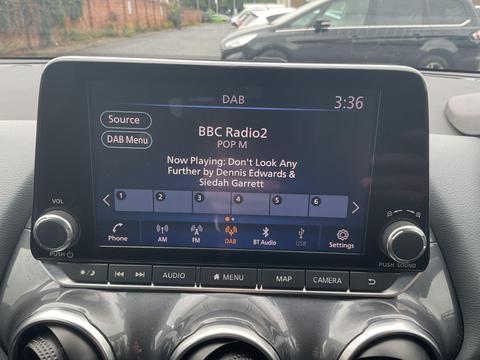 DAB
3:36
Source
BBC Radio2
DAB Menu
POP M
Now Playing: Don't Look Any
Further by Dennis Edwards &
Siedah Garrett
1 2 3 4 5 6
Phone AM FM DAB BT Audio USB Settings
VOL
PUSH
PUSH SOUND
AUDIO MENU MAP CAMERA